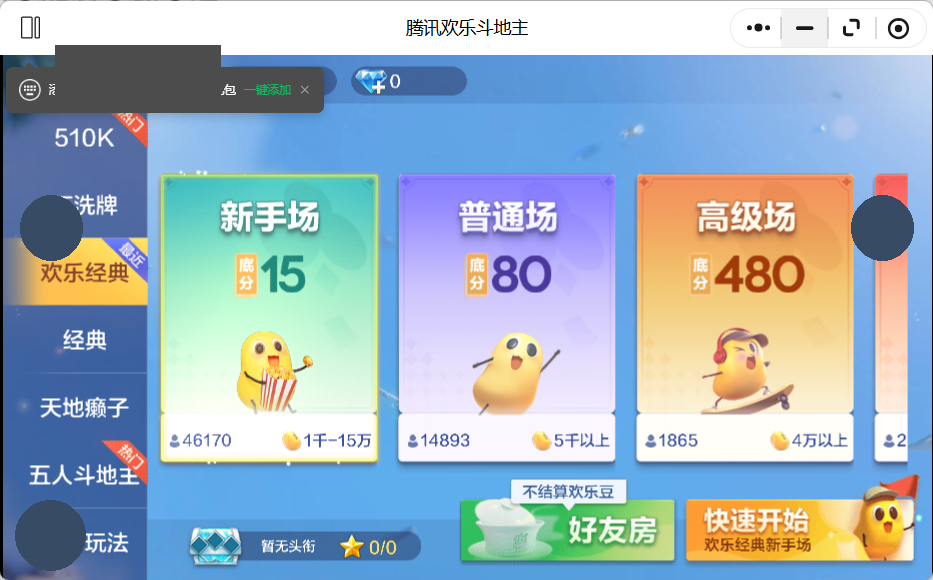 腾讯欢乐斗地主
包 一键添加 ×
0
热门
510K
洗牌
最近
欢乐经典
经典
天地癞子
热门
五人斗地主
玩法
新手场
底分 15
46170 1千-15万
普通场
底分 80
14893 5千以上
高级场
底分 480
1865 4万以上
2
暂无头衔 0/0
不结算欢乐豆
好友房
快速开始
欢乐经典新手场